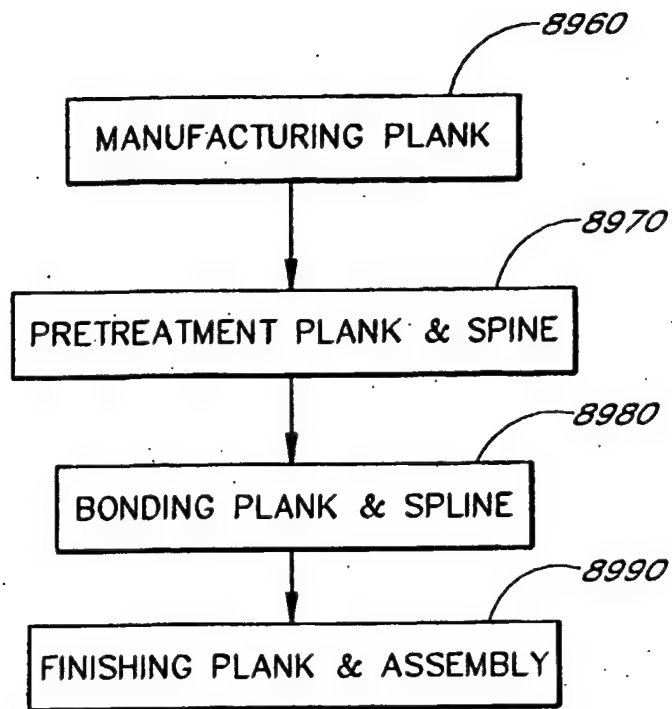 8960
MANUFACTURING PLANK
8970
PRETREATMENT PLANK & SPINE
8980
BONDING PLANK & SPLINE
8990
FINISHING PLANK & ASSEMBLY